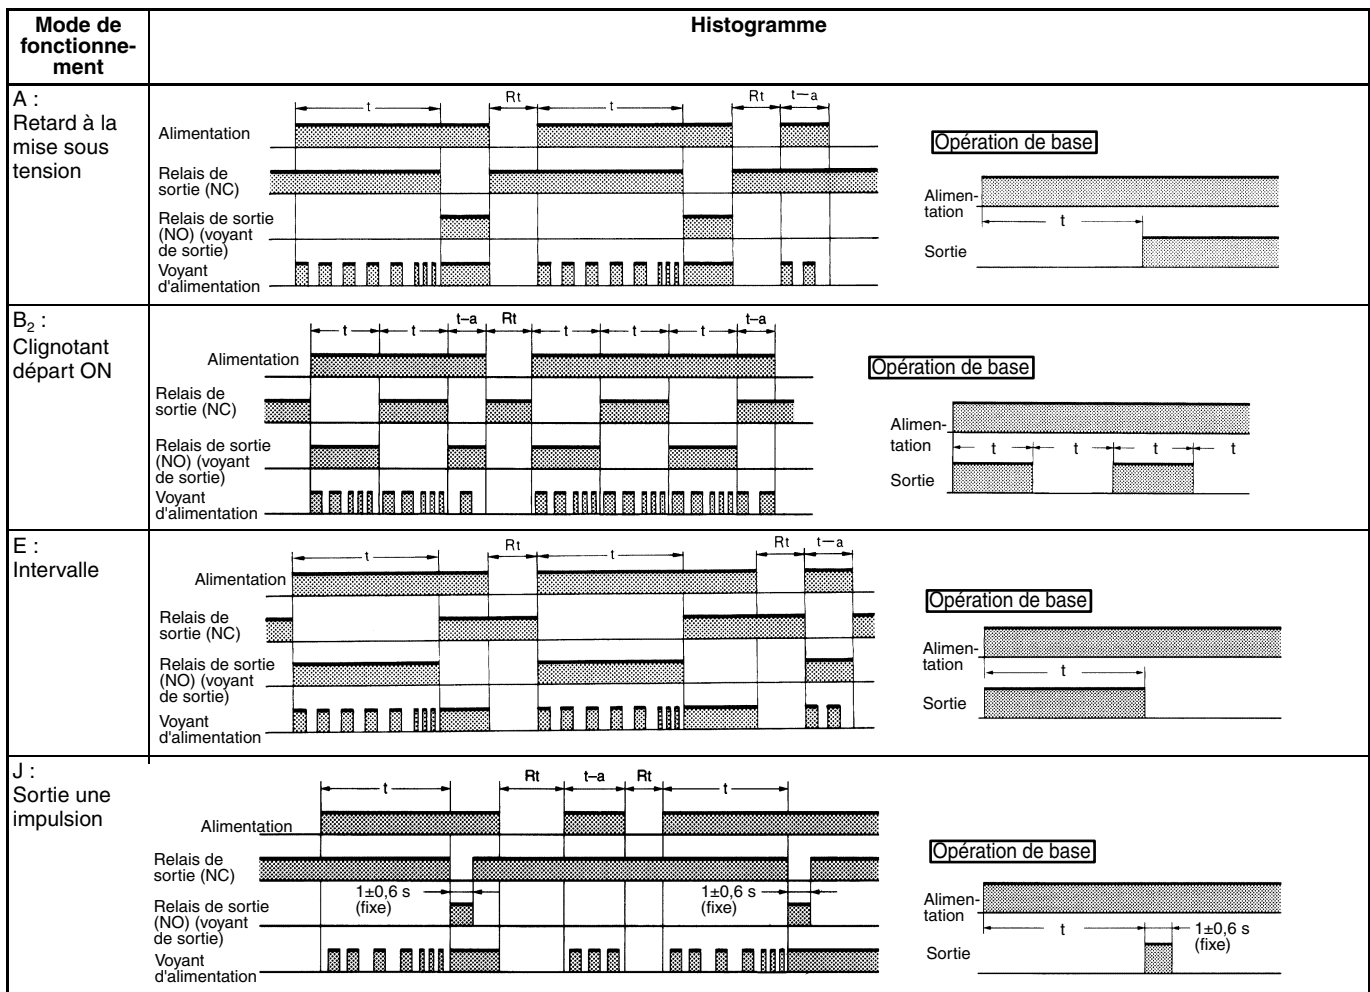 Mode de
fonctionne-
ment
Histogramme
A :
Retard à la
mise sous
tension
t
Rt
t
Rt
t–a
Alimentation
Relais de
sortie (NC)
Relais de sortie
(NO) (voyant
de sortie)
Voyant
d'alimentation
Opération de base
Alimen-
tation
t
Sortie
B2 :
Clignotant
départ ON
t
t
t–a
Rt
t
t
t
t–a
Alimentation
Relais de
sortie (NC)
Relais de sortie
(NO) (voyant
de sortie)
Voyant
d'alimentation
Opération de base
Alimen-
tation
t
t
t
t
Sortie
E :
Intervalle
t
Rt
t
Rt
t–a
Alimentation
Relais de
sortie (NC)
Relais de sortie
(NO) (voyant
de sortie)
Voyant
d'alimentation
Opération de base
Alimen-
tation
t
Sortie
J :
Sortie une
impulsion
t
Rt
t–a
Rt
t
Alimentation
Relais de
sortie (NC)
1±0,6 s
(fixe)
1±0,6 s
(fixe)
Relais de sortie
(NO) (voyant
de sortie)
Voyant
d'alimentation
Opération de base
Alimen-
tation
t
1±0,6 s
(fixe)
Sortie